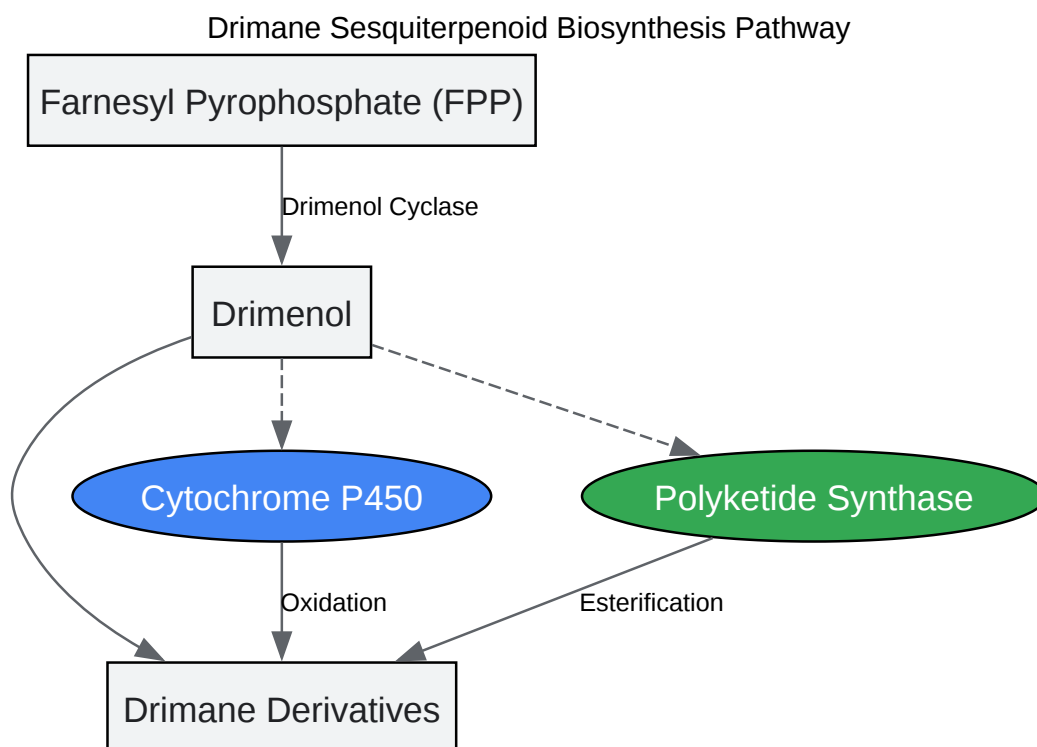 Drimane Sesquiterpenoid Biosynthesis Pathway
Farnesyl Pyrophosphate (FPP)
Drimenol Cyclase
Drimenol
Cytochrome P450
Polyketide Synthase
Oxidation
Esterification
Drimane Derivatives